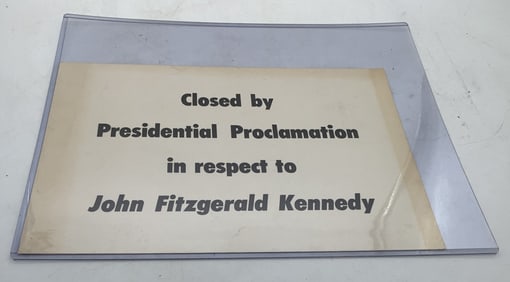 Closed by
Presidential Proclamation
in respect to
John Fitzgerald Kennedy